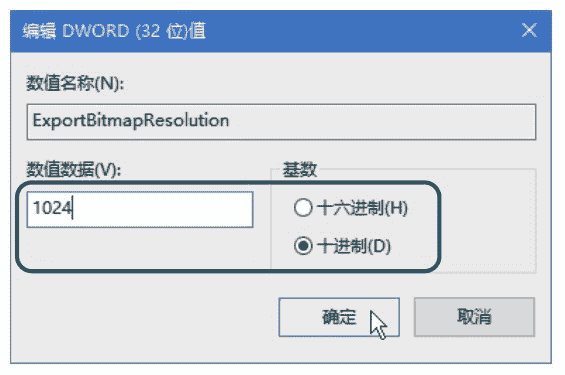 编辑 DWORD (32 位)值
数值名称(N):
ExportBitmapResolution
数值数据(V):
基数
1024
十六进制(H)
十进制(D)
确定
取消